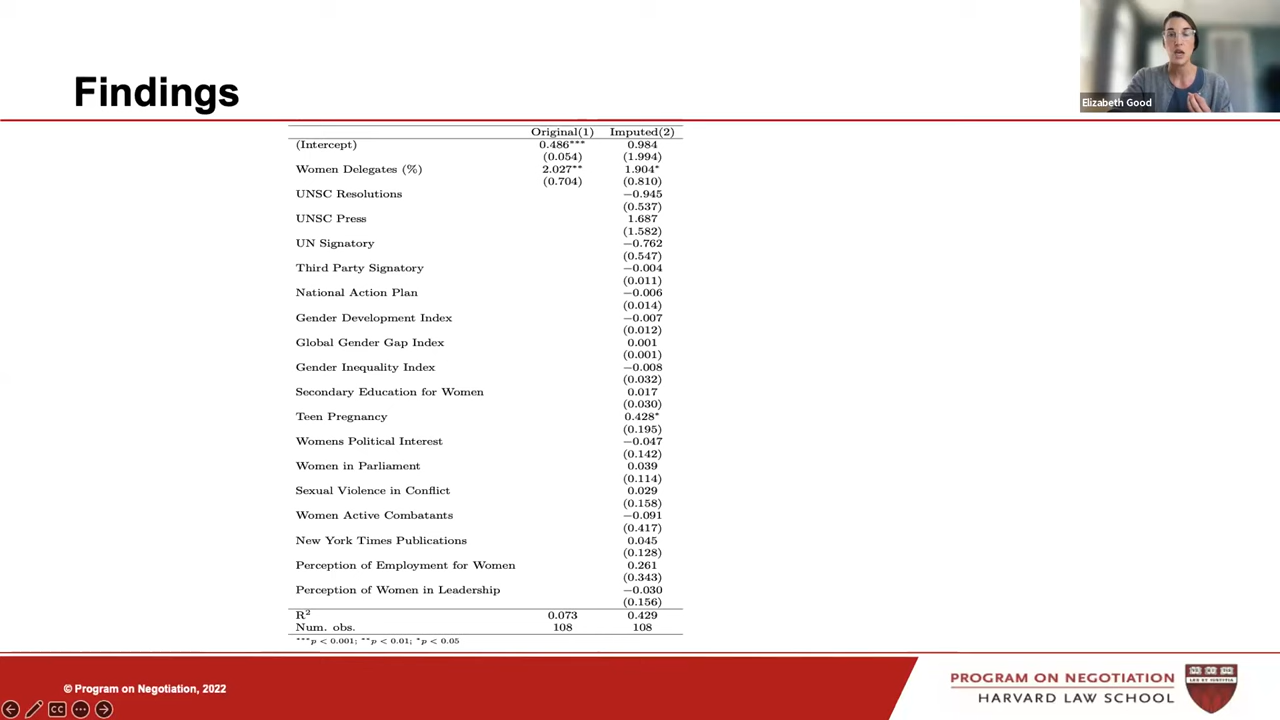 Elizabeth Good
Findings
Original(1) Imputed(2)
(Intercept) 0.486*** 0.984
(0.054) (1.994)
Women Delegates (%) 2.027** 1.904*
(0.704) (0.810)
UNSC Resolutions −0.945
(0.537)
UNSC Press 1.687
(1.582)
UN Signatory −0.762
(0.547)
Third Party Signatory −0.004
(0.011)
National Action Plan −0.006
(0.014)
Gender Development Index −0.007
(0.012)
Global Gender Gap Index 0.001
(0.001)
Gender Inequality Index −0.008
(0.032)
Secondary Education for Women 0.017
(0.030)
Teen Pregnancy 0.428*
(0.195)
Womens Political Interest −0.047
(0.142)
Women in Parliament 0.039
(0.114)
Sexual Violence in Conflict 0.029
(0.158)
Women Active Combatants −0.091
(0.417)
New York Times Publications 0.045
(0.128)
Perception of Employment for Women 0.261
(0.343)
Perception of Women in Leadership −0.030
(0.156)
R² 0.073 0.429
Num. obs. 108 108
***p < 0.001; **p < 0.01; *p < 0.05
© Program on Negotiation, 2022
PROGRAM ON NEGOTIATION
HARVARD LAW SCHOOL
CC